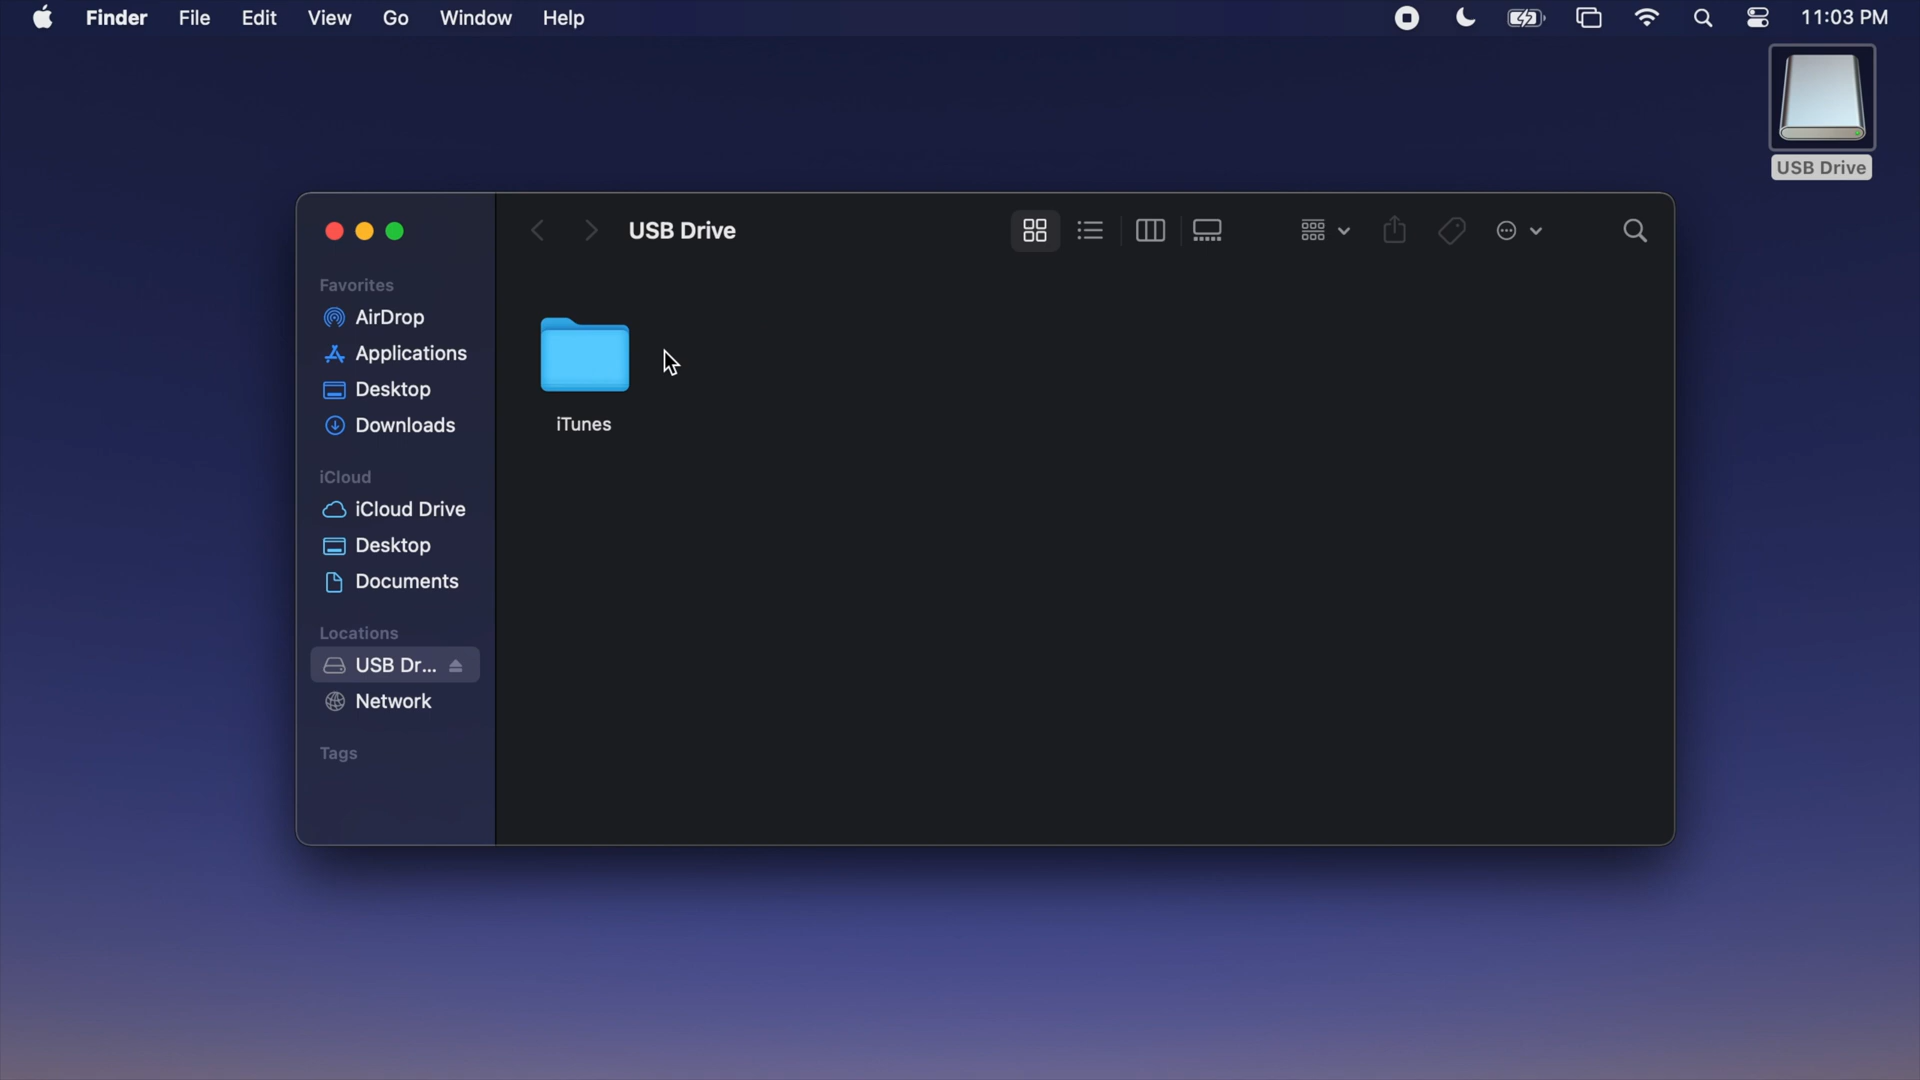 Finder File Edit View Go Window Help 11:03 PM
USB Drive
USB Drive
Favorites
AirDrop
Applications
Desktop
Downloads
iTunes
iCloud
iCloud Drive
Desktop
Documents
Locations
USB Dr...
Network
Tags